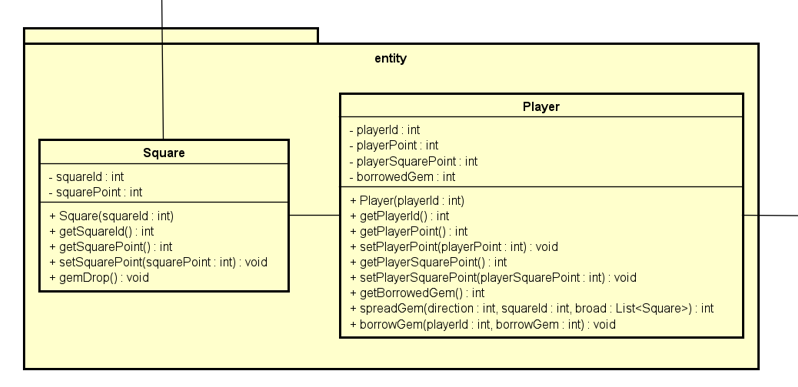 entity
Square
- squareId : int
- squarePoint : int
+ Square(squareId : int)
+ getSquareId() : int
+ getSquarePoint() : int
+ setSquarePoint(squarePoint : int) : void
+ gemDrop() : void
Player
- playerId : int
- playerPoint : int
- playerSquarePoint : int
- borrowedGem : int
+ Player(playerId : int)
+ getPlayerId() : int
+ getPlayerPoint() : int
+ setPlayerPoint(playerPoint : int) : void
+ getPlayerSquarePoint() : int
+ setPlayerSquarePoint(playerSquarePoint : int) : void
+ getBorrowedGem() : int
+ spreadGem(direction : int, squareId : int, broad : List<Square>) : int
+ borrowGem(playerId : int, borrowGem : int) : void